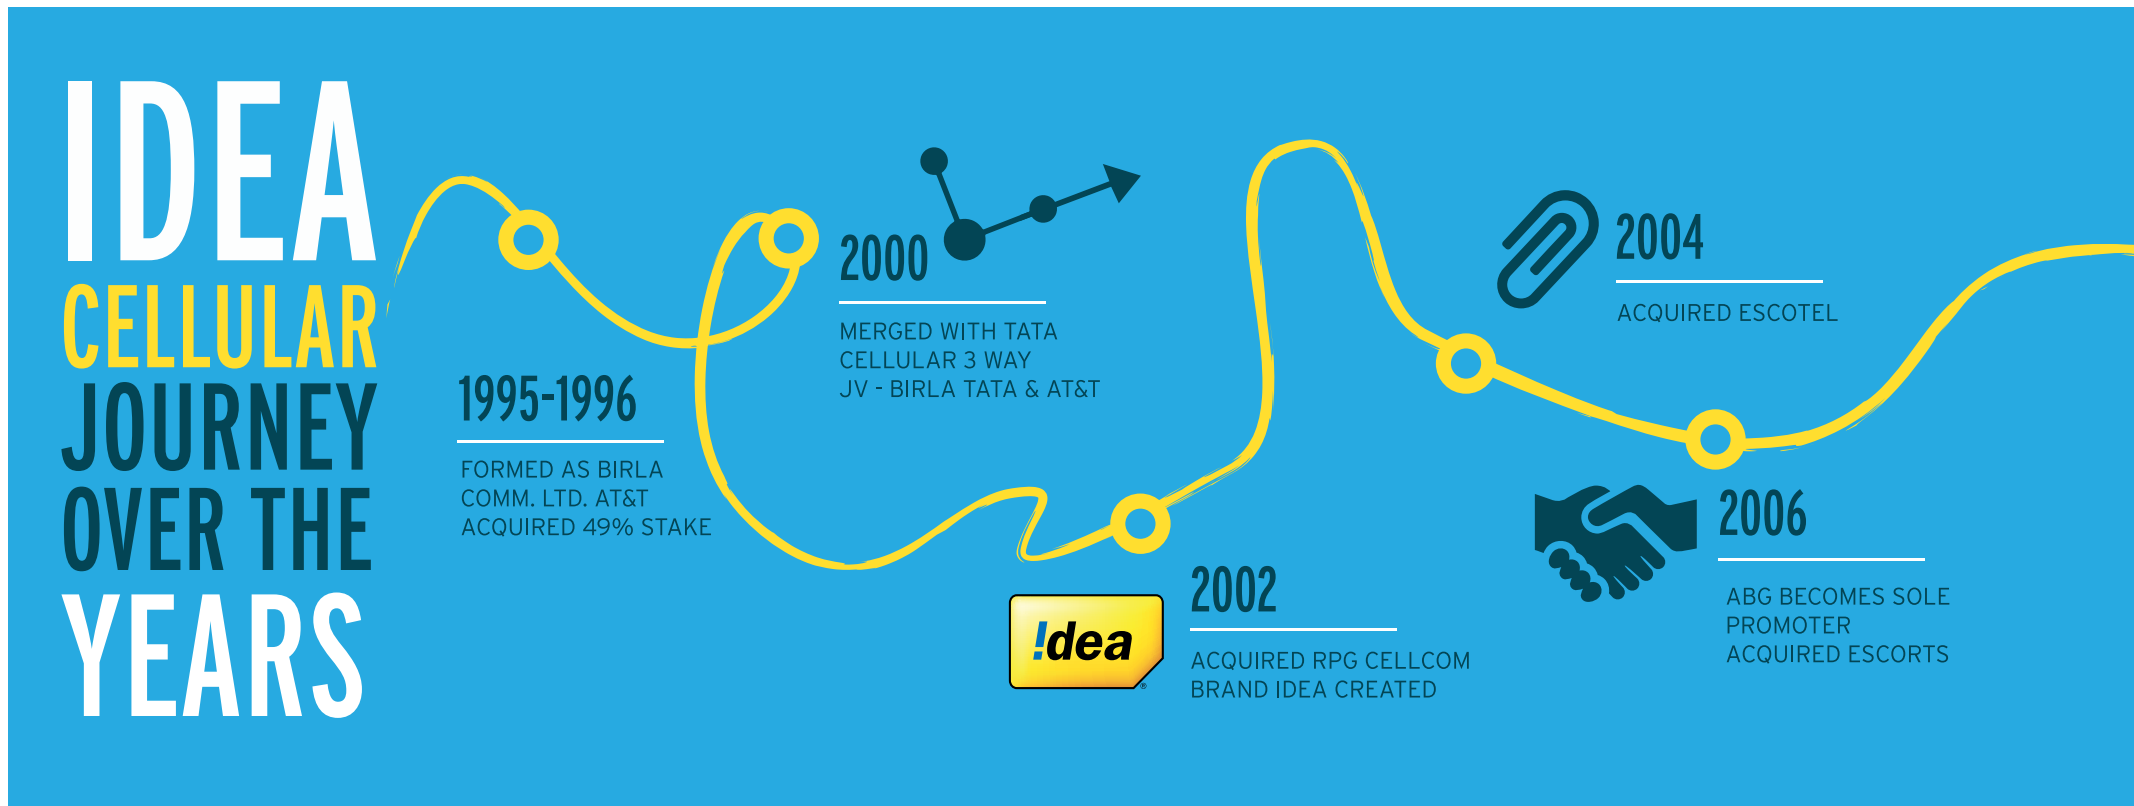 IDEA
CELLULAR
JOURNEY
OVER THE
YEARS
1995-1996
FORMED AS BIRLA
COMM. LTD. AT&T
ACQUIRED 49% STAKE
2000
MERGED WITH TATA
CELLULAR 3 WAY
JV - BIRLA TATA & AT&T
!dea
®
2002
ACQUIRED RPG CELLCOM
BRAND IDEA CREATED
2004
ACQUIRED ESCOTEL
2006
ABG BECOMES SOLE
PROMOTER
ACQUIRED ESCORTS